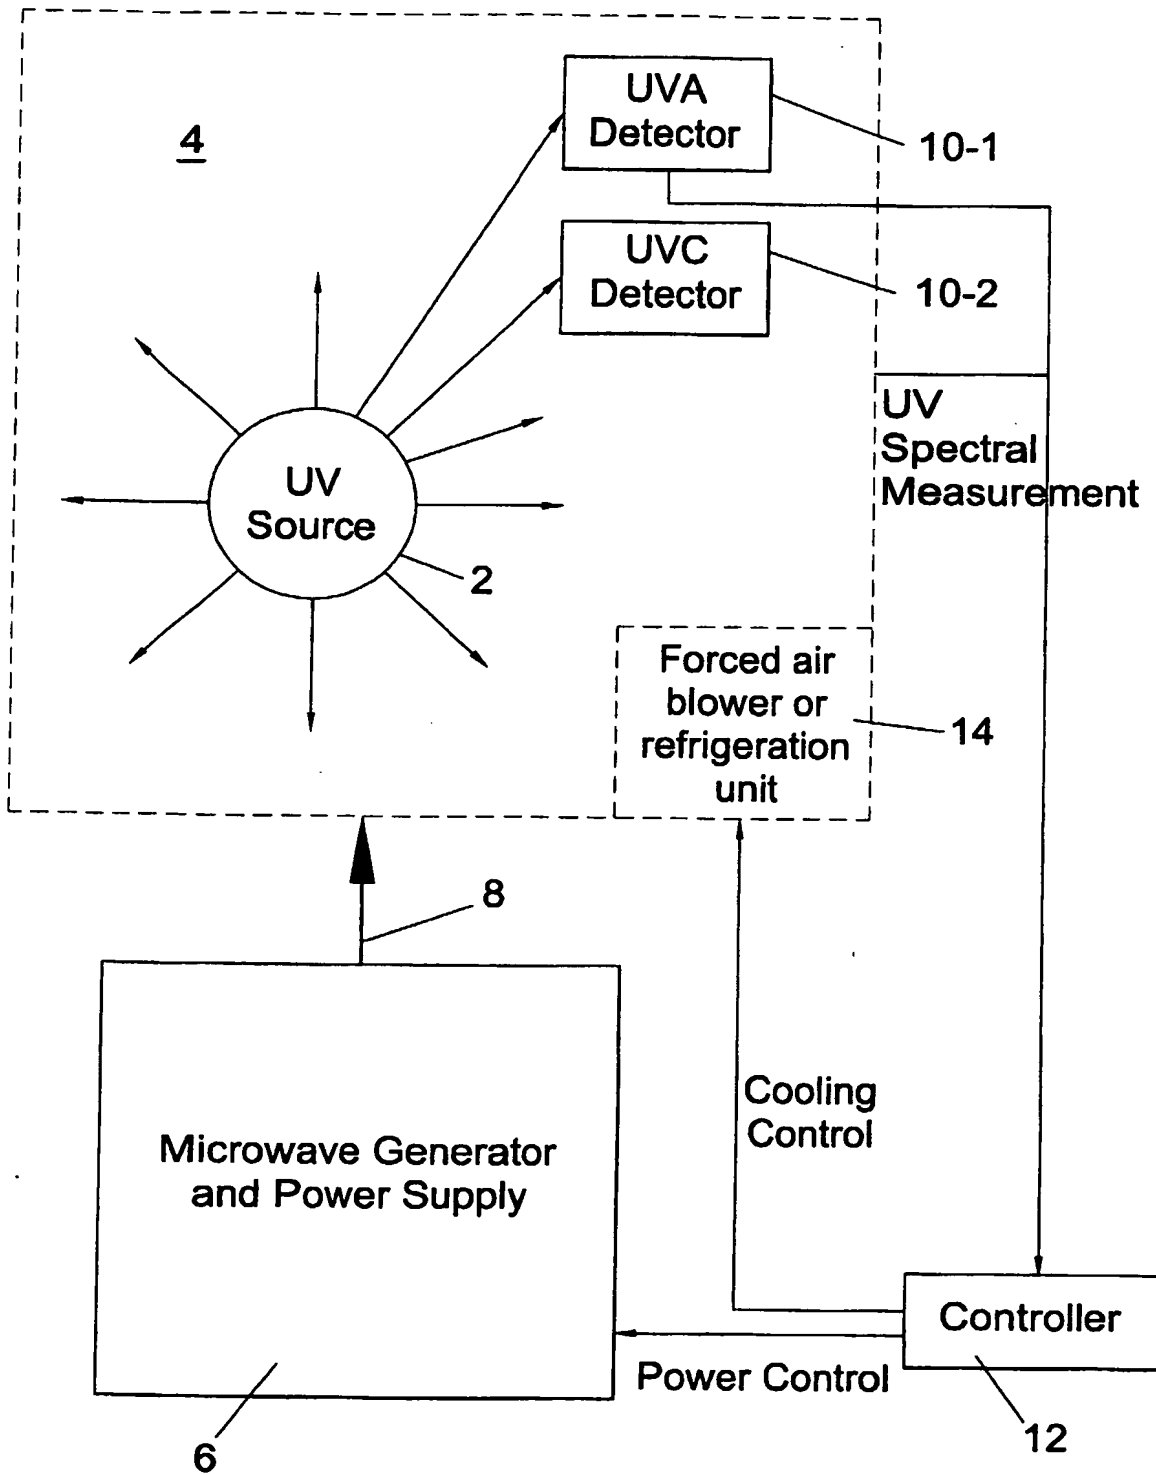 UVA
Detector
4
10-1
UVC
Detector
10-2
UV
Spectral
Measurement
UV
Source
2
Forced air
blower or
refrigeration
unit
14
8
Cooling
Control
Microwave Generator
and Power Supply
Controller
Power Control
12
6